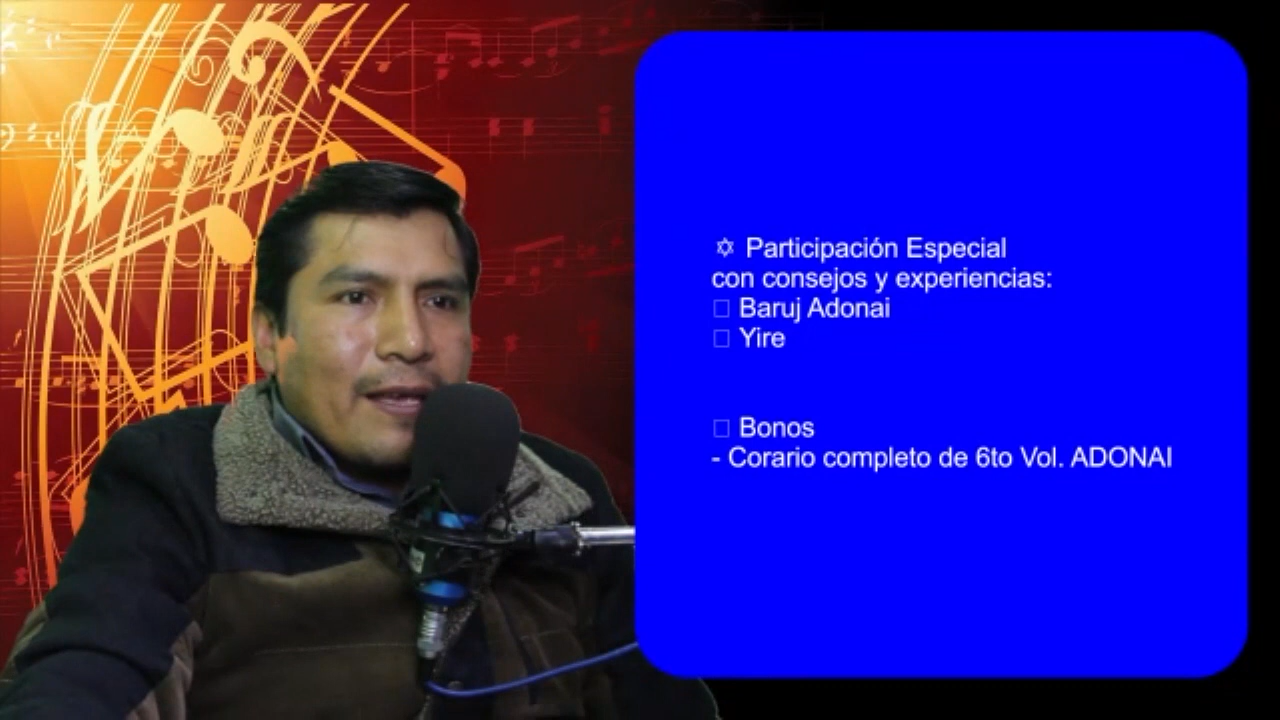 ✡ Participación Especial
con consejos y experiencias:
□ Baruj Adonai
□ Yire
□ Bonos
- Corario completo de 6to Vol. ADONAI